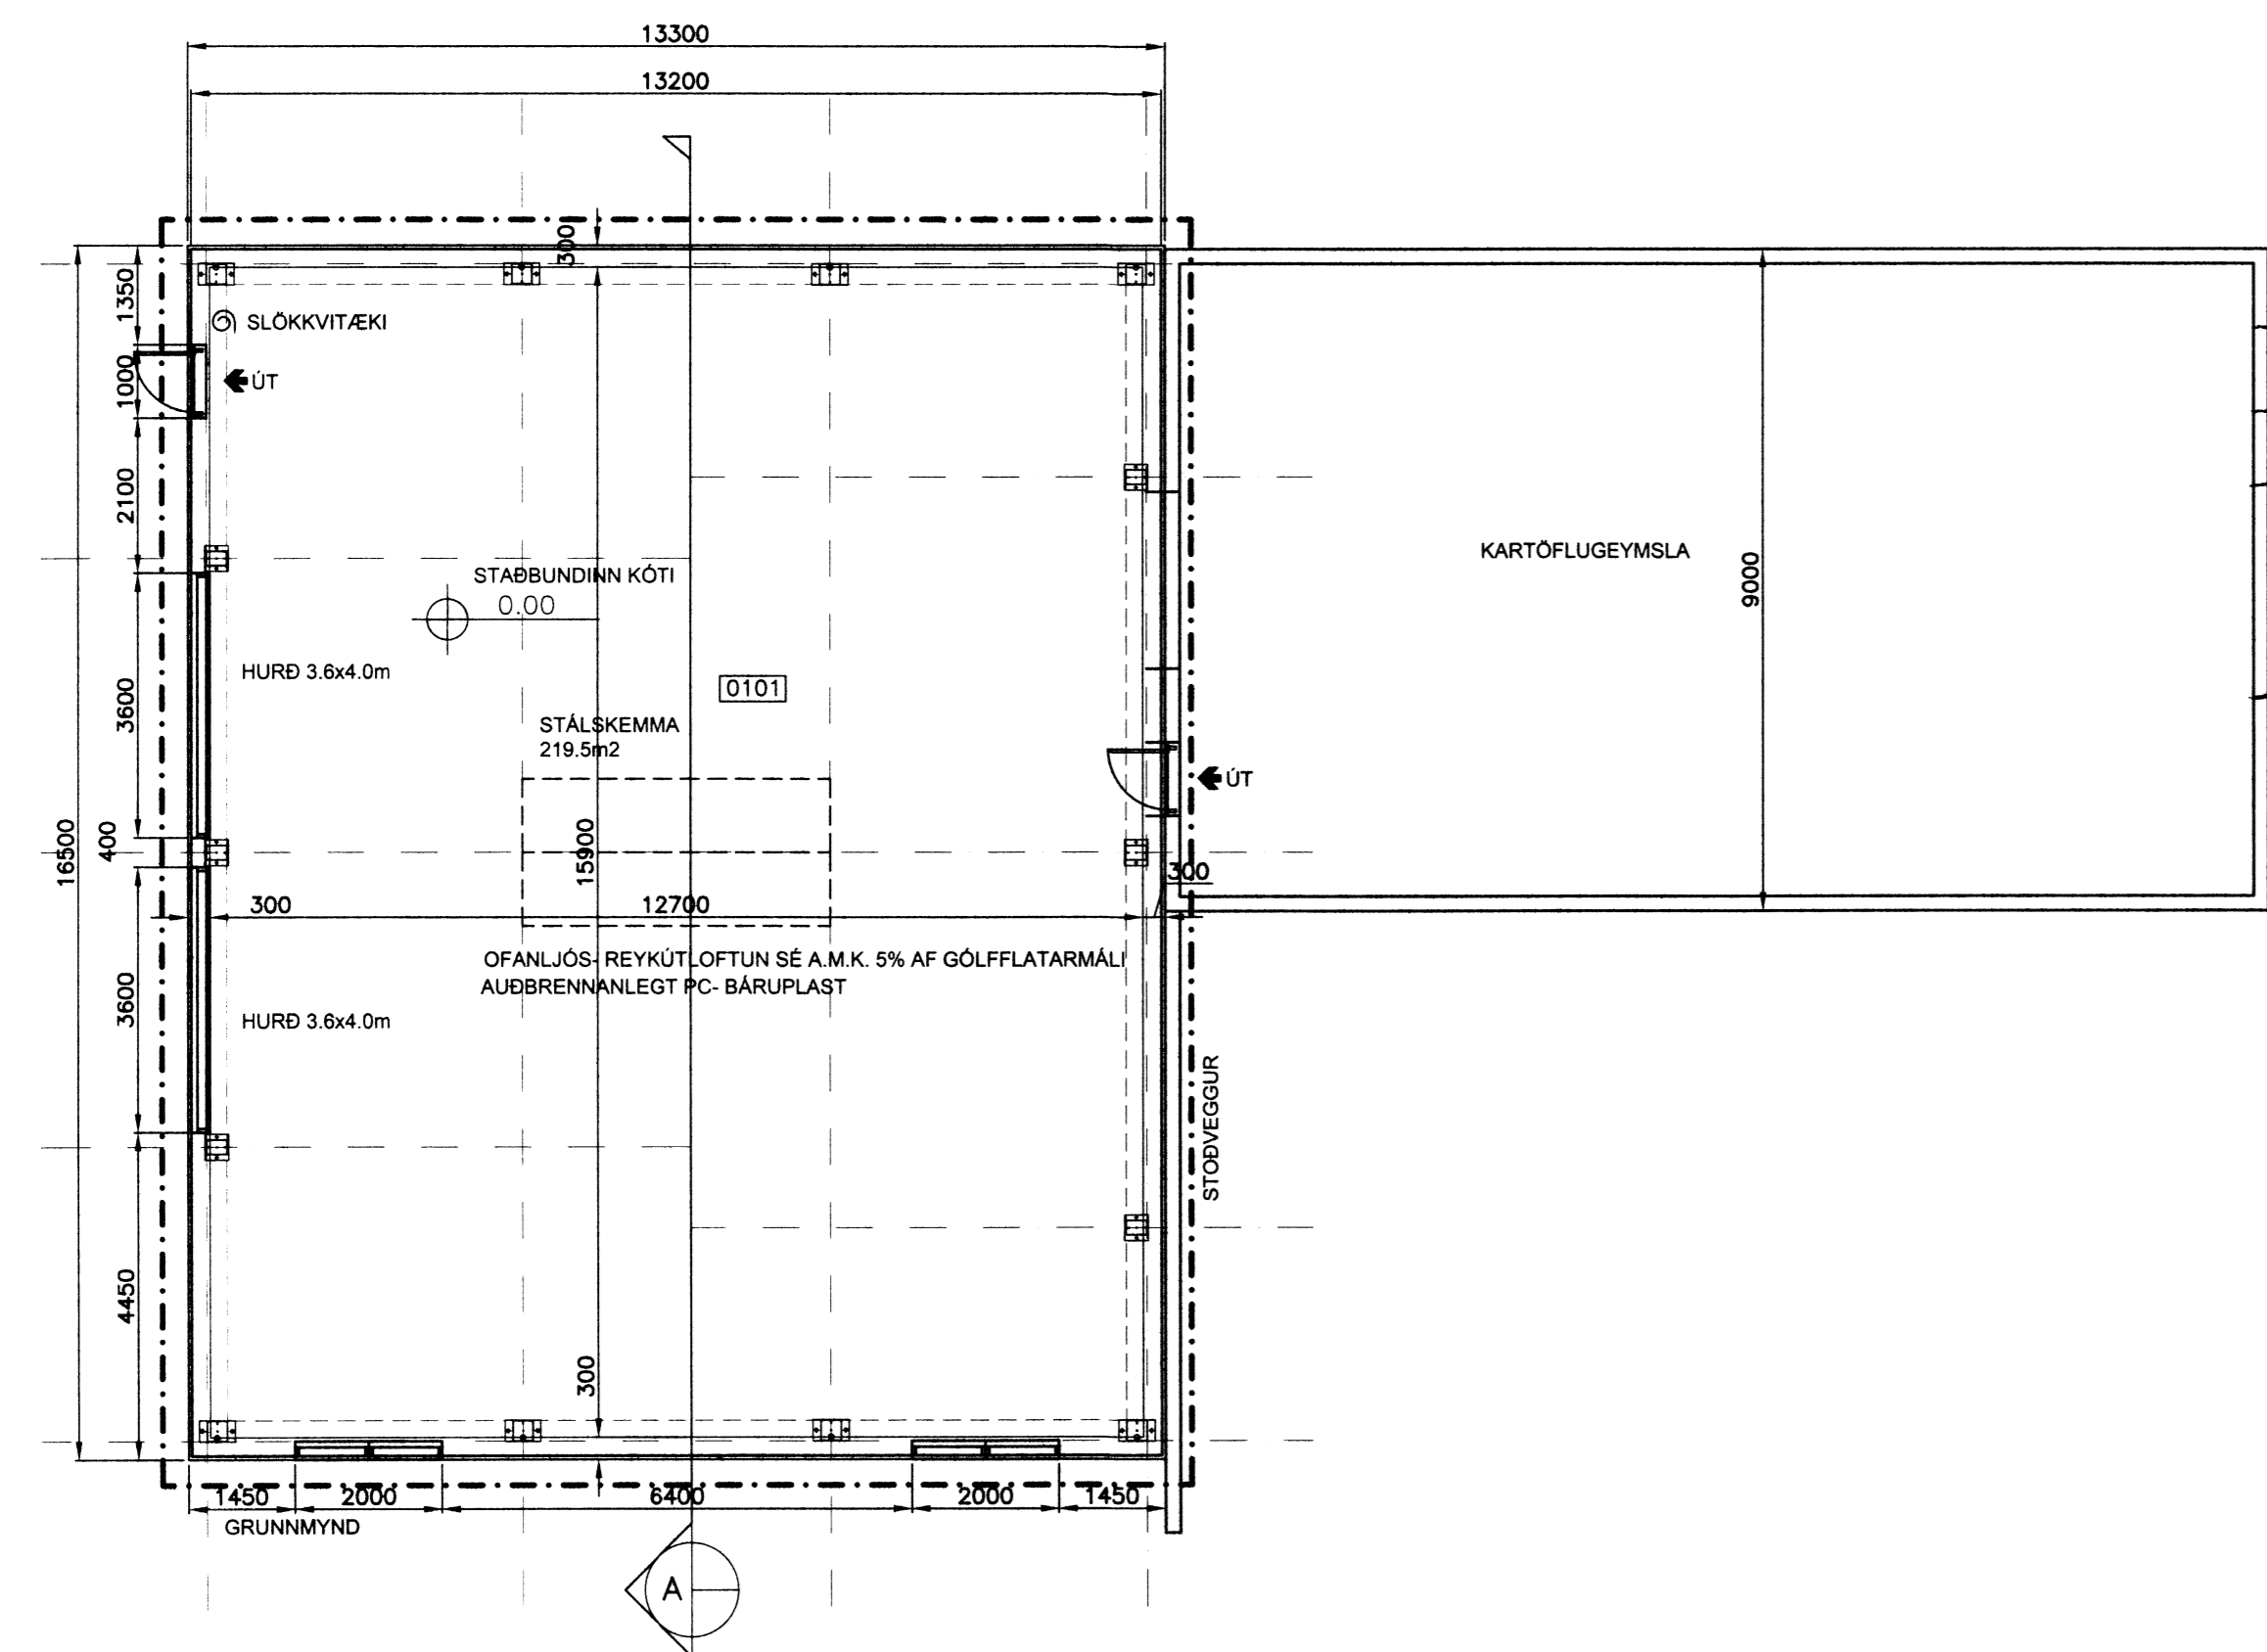 13300
13200
300
1350
SLÖKKVITÆKI
1000
ÚT
2100
KARTÖFLUGEYMSLA
9000
STAÐBUNDINN KÓTI
0.00
HURÐ 3.6x4.0m
0101
3600
STÁLSKEMMA
219.5m2
ÚT
16500
400
15900
300
300
12700
OFANLJÓS- REYKÚTLOFTUN SÉ A.M.K. 5% AF GÓLFFLATARMÁLI
AUÐBRENNANLEGT PC- BÁRUPLAST
3600
HURÐ 3.6x4.0m
STOÐVEGGUR
4450
300
1450
2000
6400
2000
1450
GRUNNMYND
A